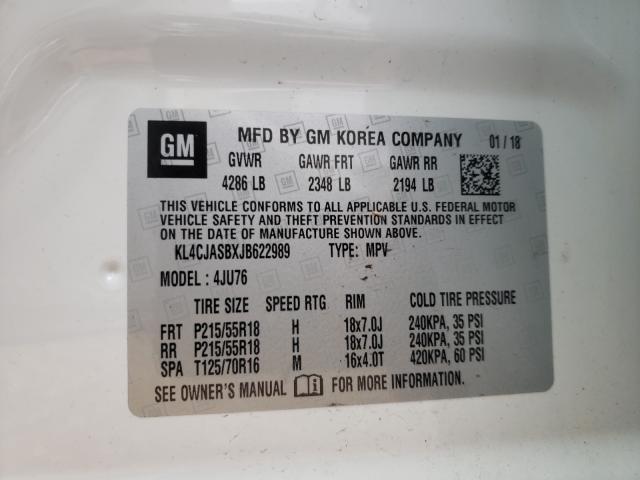 GM MFD BY GM KOREA COMPANY 01/18
GVWR GAWR FRT GAWR RR
4286 LB 2348 LB 2194 LB
THIS VEHICLE CONFORMS TO ALL APPLICABLE U.S. FEDERAL MOTOR
VEHICLE SAFETY AND THEFT PREVENTION STANDARDS IN EFFECT
ON THE DATE OF MANUFACTURE SHOWN ABOVE.
KL4CJASBXJB622989 TYPE: MPV
MODEL: 4JU76
TIRE SIZE SPEED RTG RIM COLD TIRE PRESSURE
FRT P215/55R18 H 18x7.0J 240KPA, 35 PSI
RR P215/55R18 H 18x7.0J 240KPA, 35 PSI
SPA T125/70R16 M 16x4.0T 420KPA, 60 PSI
SEE OWNER'S MANUAL FOR MORE INFORMATION.